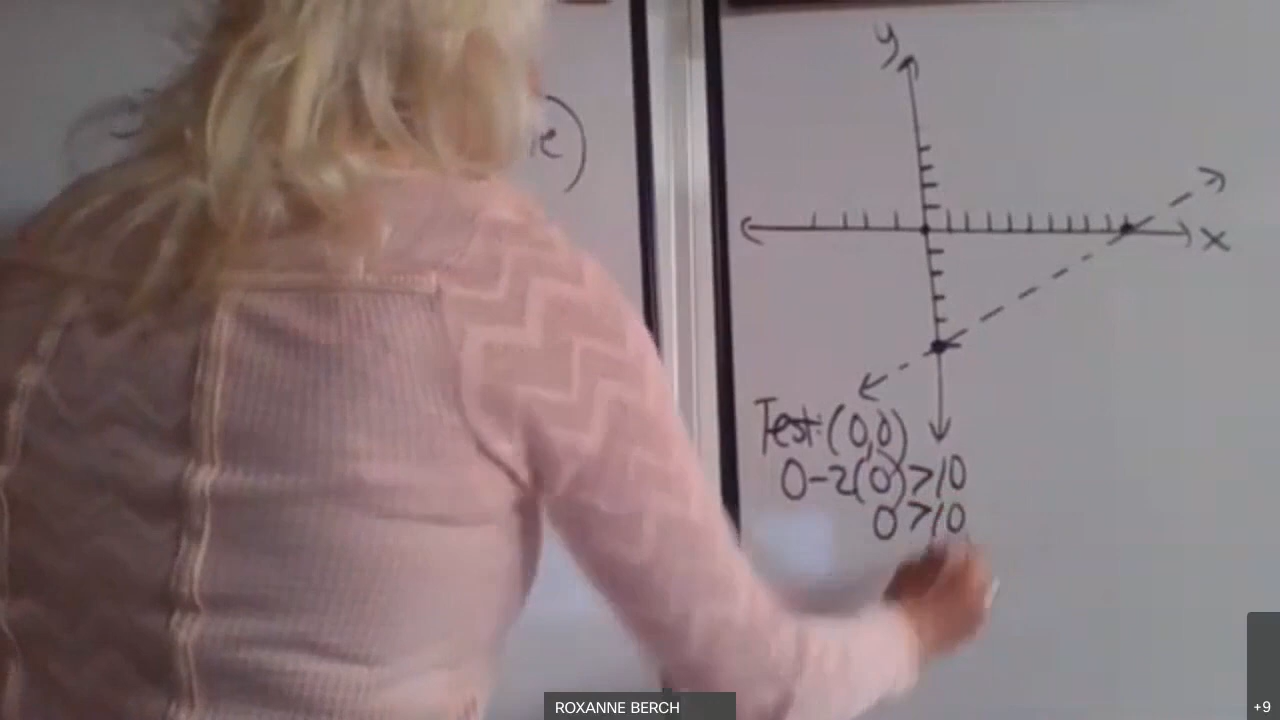 y
x
Test: (0,0)
0-2(0)>10
0>10
ROXANNE BERCH
+9